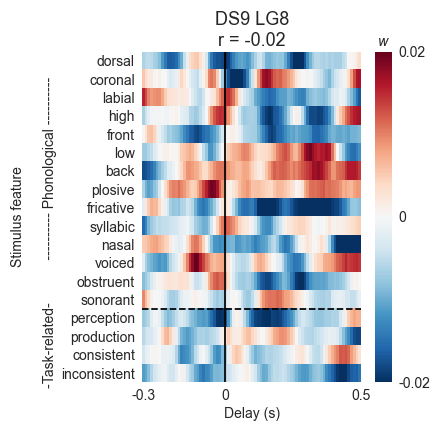 DS9 LG8
r = -0.02
w
dorsal
coronal
labial
high
front
low
back
plosive
fricative
syllabic
nasal
voiced
obstruent
sonorant
perception
production
consistent
inconsistent
Stimulus feature
---------- Phonological ----------
-Task-related-
0.02
0
-0.02
-0.3
0
0.5
Delay (s)